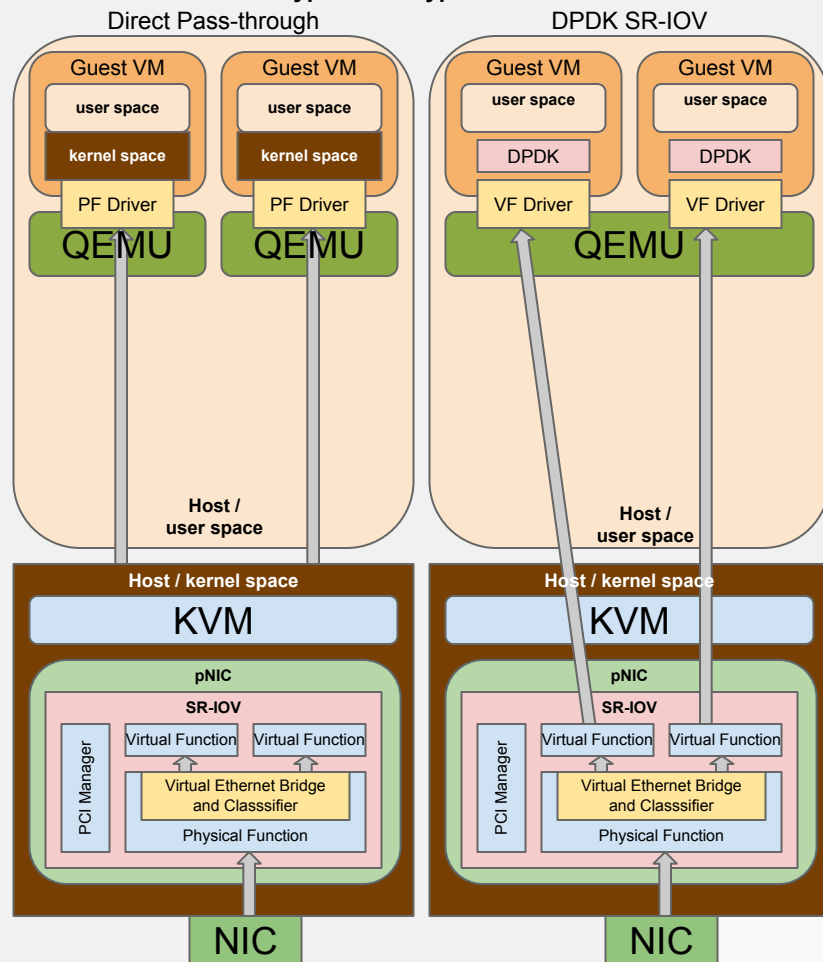 Direct Pass-through
Guest VM
user space
kernel space
PF Driver
QEMU
Guest VM
user space
kernel space
PF Driver
QEMU
Host /
user space
Host / kernel space
KVM
pNIC
SR-IOV
PCI Manager
Virtual Function
Virtual Function
Virtual Ethernet Bridge
and Classsifier
Physical Function
NIC
DPDK SR-IOV
Guest VM
user space
DPDK
VF Driver
Guest VM
user space
DPDK
VF Driver
QEMU
Host /
user space
Host / kernel space
KVM
pNIC
SR-IOV
PCI Manager
Virtual Function
Virtual Function
Virtual Ethernet Bridge
and Classsifier
Physical Function
NIC